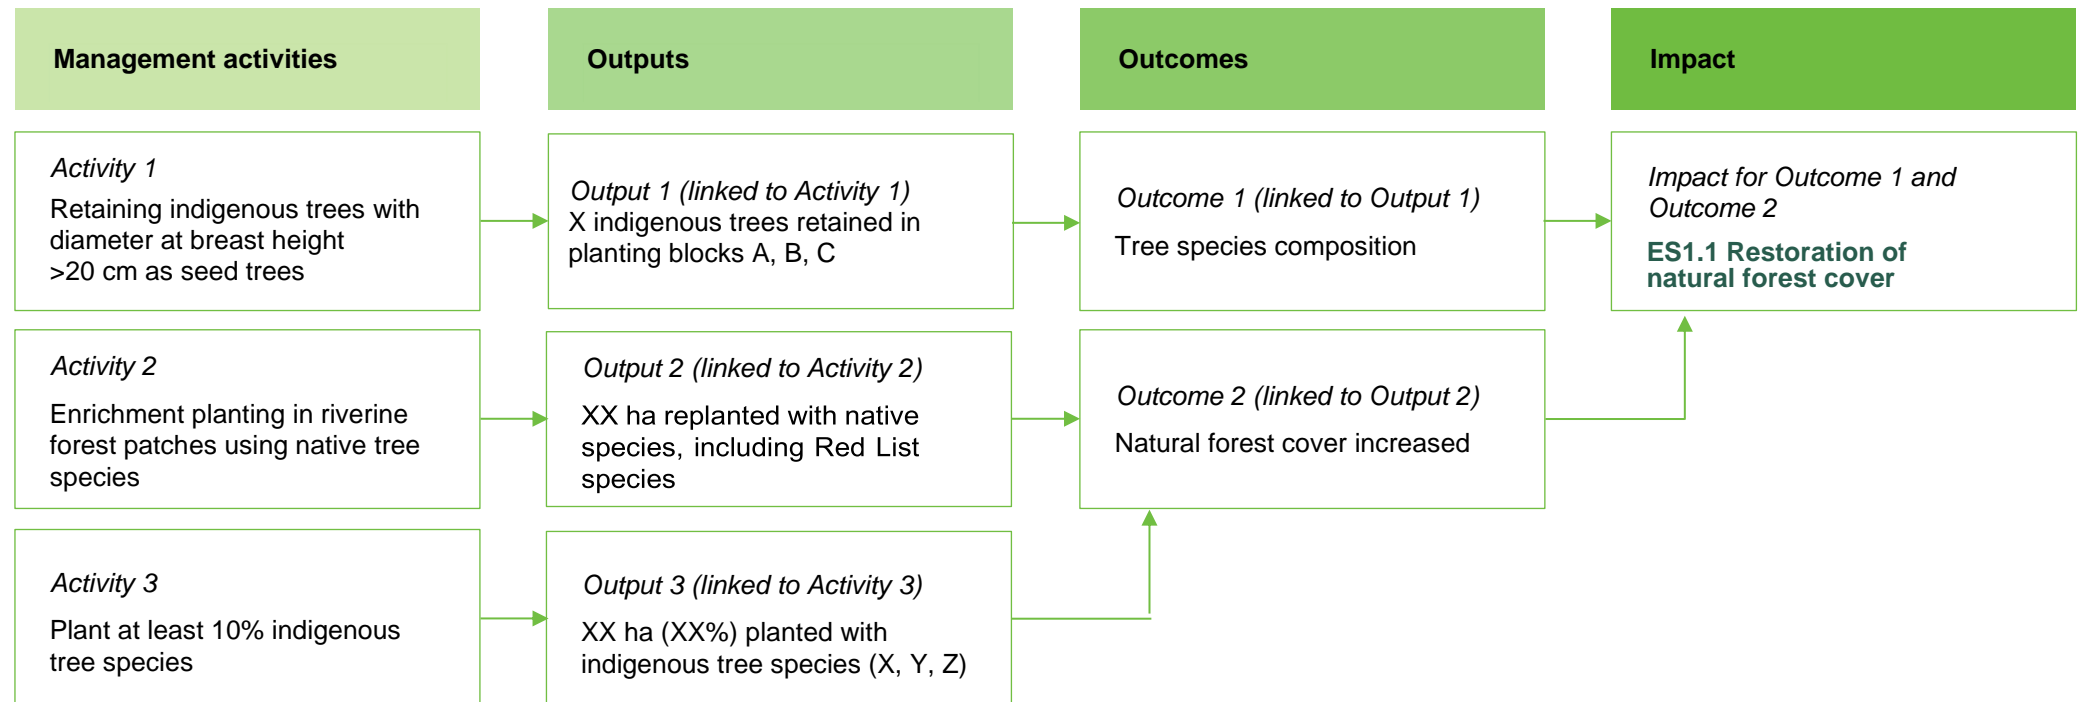 Management activities
Outputs
Outcomes
Impact
Activity 1
Retaining indigenous trees with
diameter at breast height
>20 cm as seed trees
Output 1 (linked to Activity 1)
X indigenous trees retained in
planting blocks A, B, C
Outcome 1 (linked to Output 1)
Tree species composition
Impact for Outcome 1 and
Outcome 2
ES1.1 Restoration of
natural forest cover
Activity 2
Enrichment planting in riverine
forest patches using native tree
species
Output 2 (linked to Activity 2)
XX ha replanted with native
species, including Red List
species
Outcome 2 (linked to Output 2)
Natural forest cover increased
Activity 3
Plant at least 10% indigenous
tree species
Output 3 (linked to Activity 3)
XX ha (XX%) planted with
indigenous tree species (X, Y, Z)